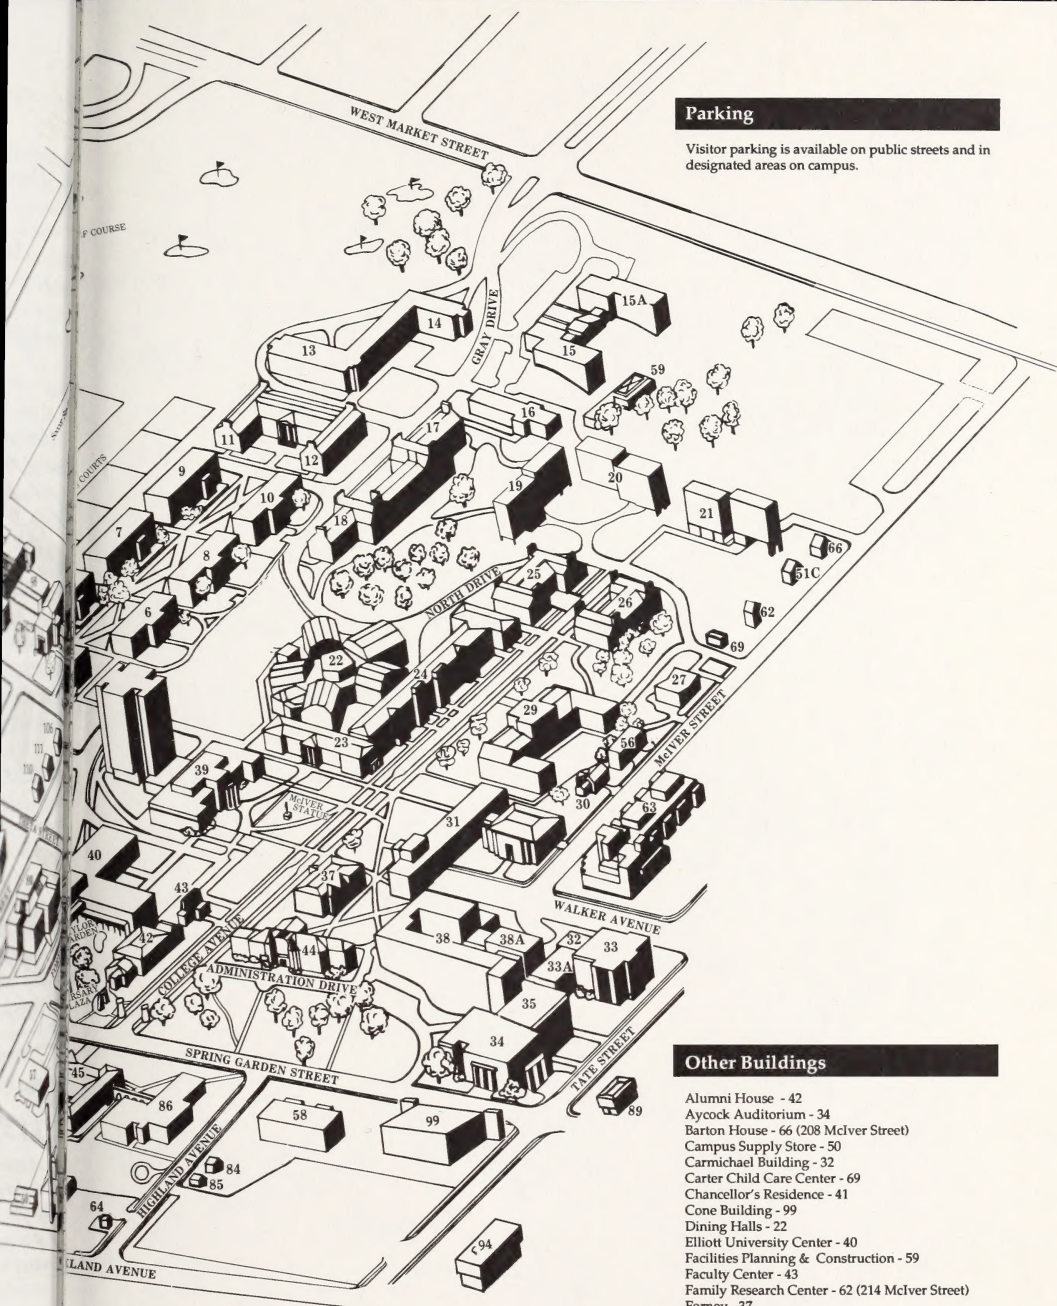 WEST MARKET STREET
Parking
Visitor parking is available on public streets and in
designated areas on campus.
F COURSE
GRAY DRIVE
15A
14
13
15
59
16
17
11
12
COURTS
9
20
19
10
21
18
7
66
8
51C
25
NORTH DRIVE
26
62
6
69
22
24
27
29
23
56
McIVER STREET
106
111
110
39
30
63
McIVER
STATUE
31
40
37
43
WALKER AVENUE
COLLEGE AVENUE
42
44
38
38A
32
33
33A
ADMINISTRATION DRIVE
35
34
SPRING GARDEN STREET
TATE STREET
45
86
58
99
89
HIGHLAND AVENUE
84
85
64
94
LAND AVENUE
Other Buildings
Alumni House - 42
Aycock Auditorium - 34
Barton House - 66 (208 McIver Street)
Campus Supply Store - 50
Carmichael Building - 32
Carter Child Care Center - 69
Chancellor's Residence - 41
Cone Building - 99
Dining Halls - 22
Elliott University Center - 40
Facilities Planning & Construction - 59
Faculty Center - 43
Family Research Center - 62 (214 McIver Street)